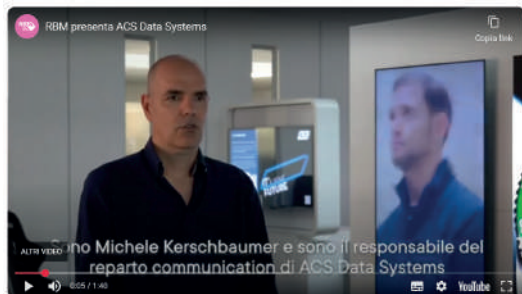 RBM presenta ACS Data Systems
Copia link
FUTURE
Sono Michele Kerschbaumer e sono il responsabile del
reparto communication di ACS Data Systems
ALTRI VIDEO
0:05 / 1:40
YouTube